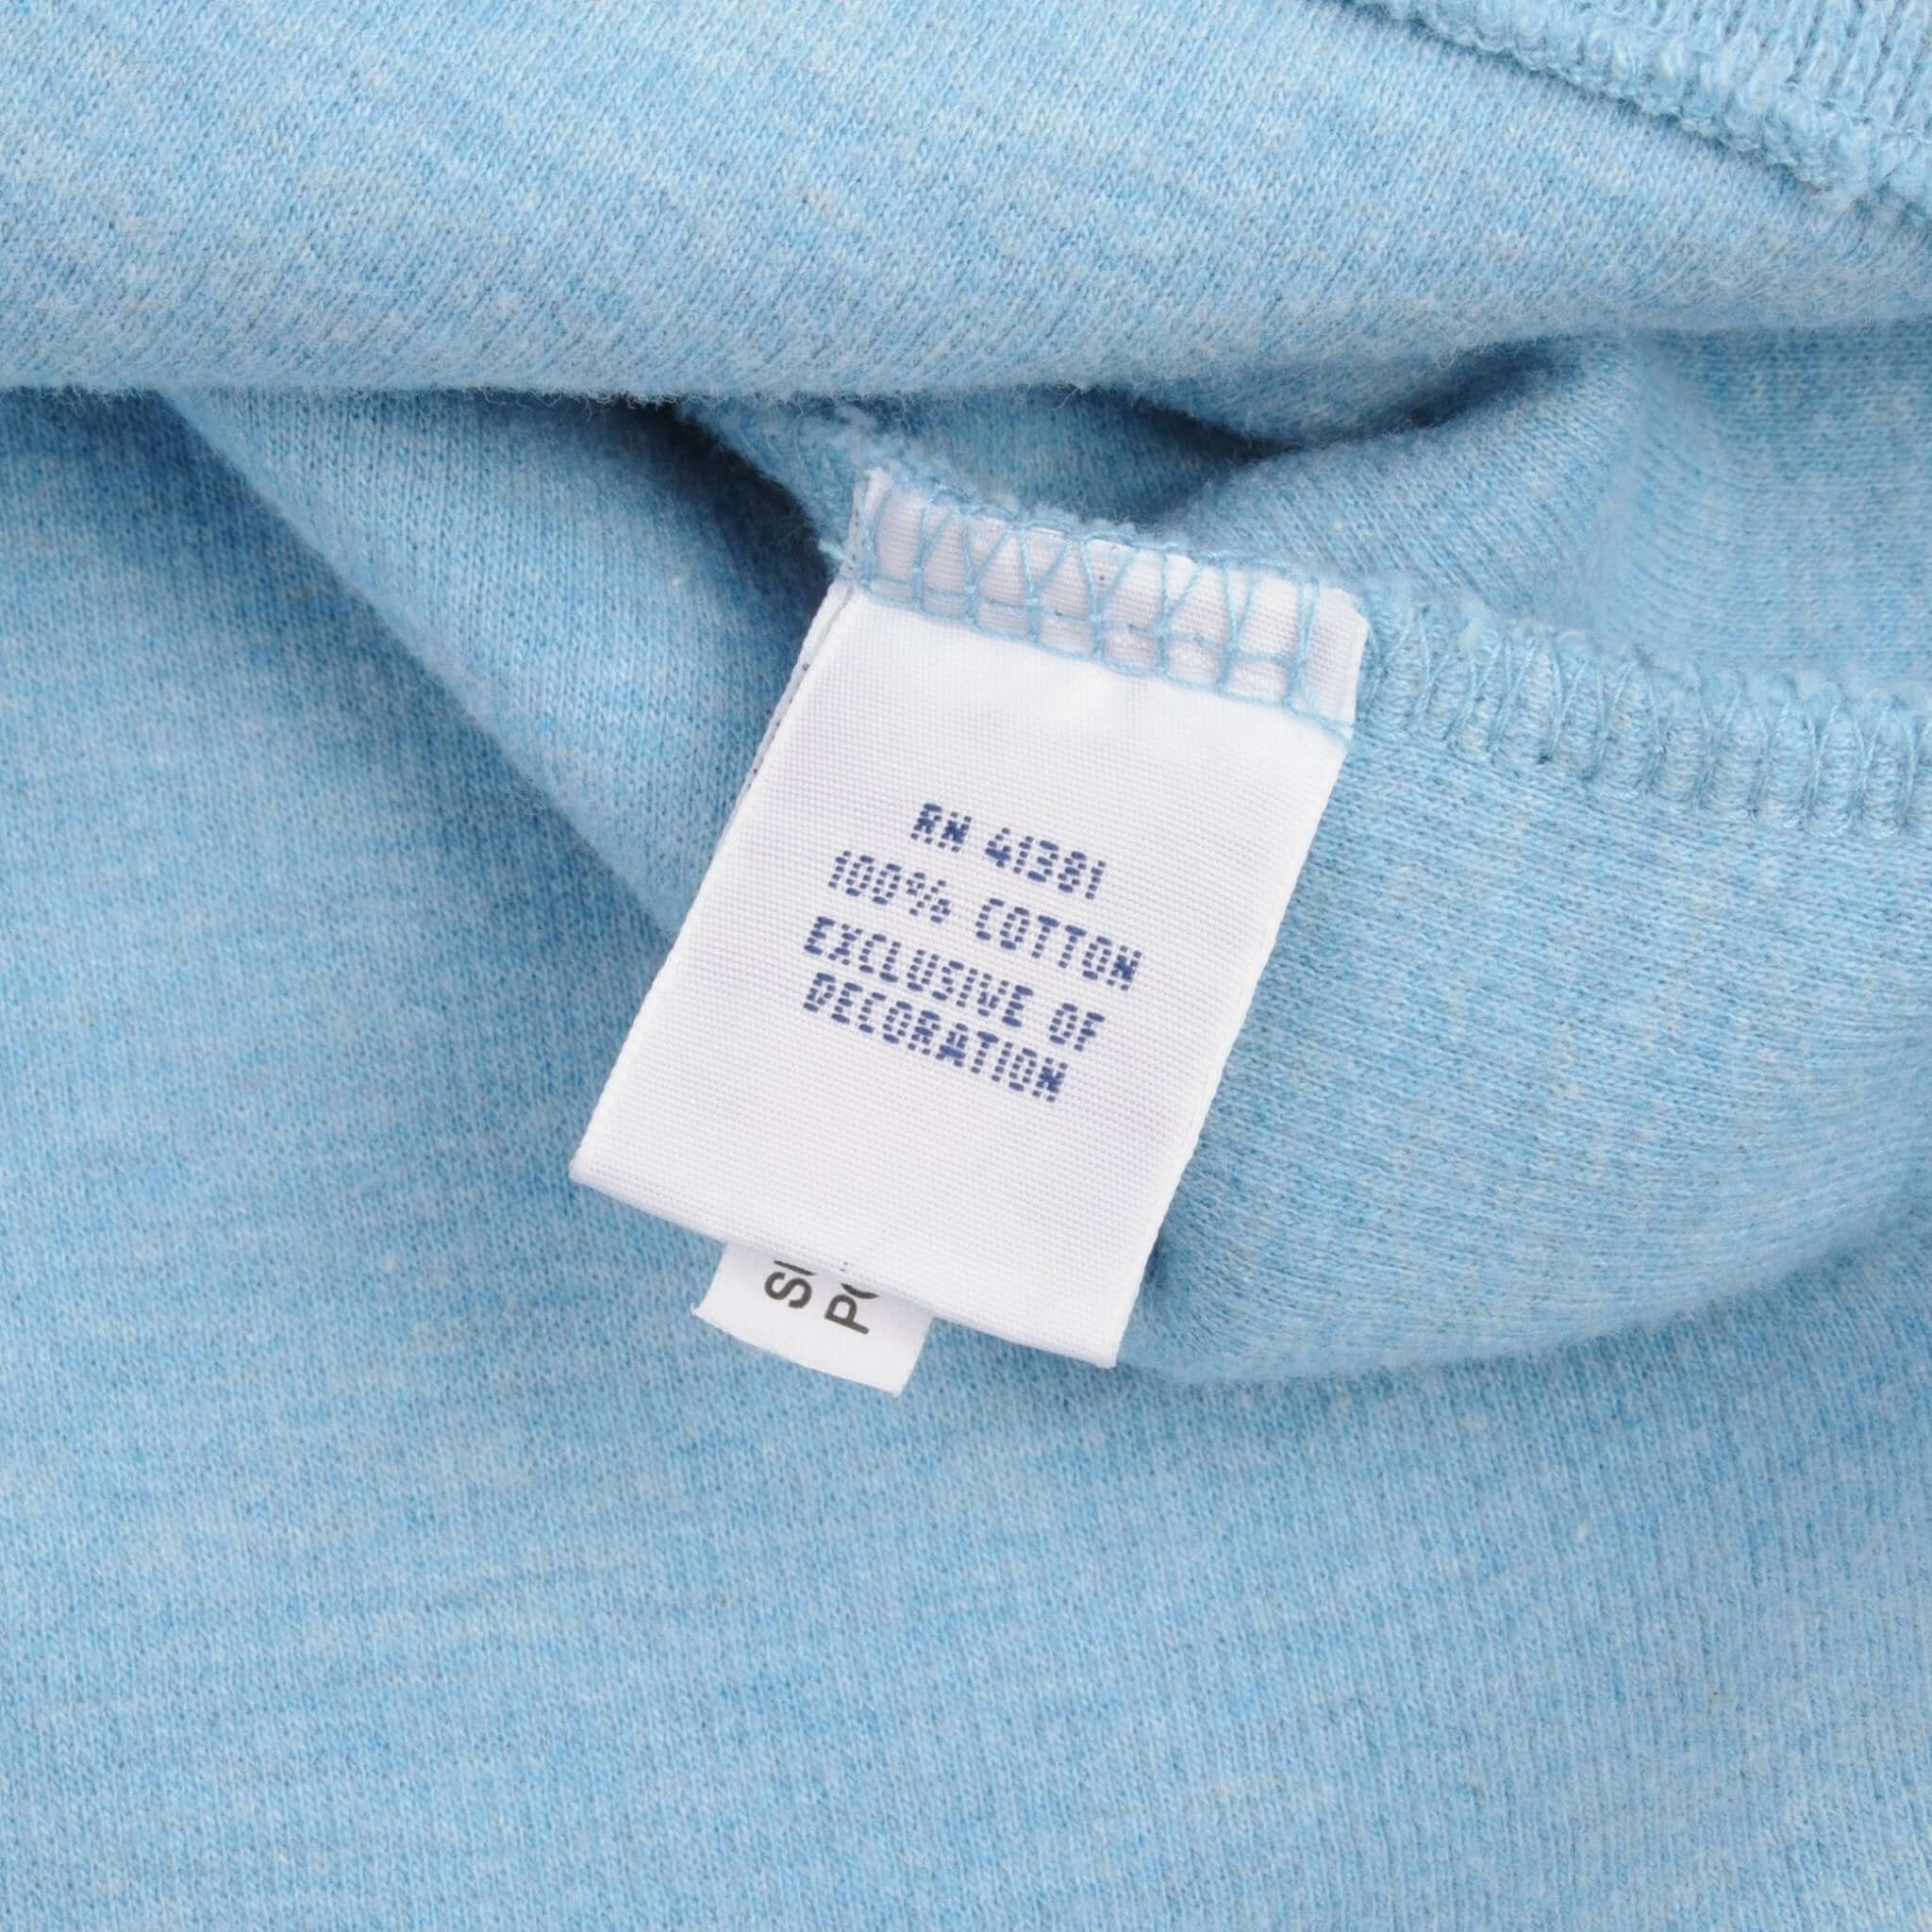 RN 41381
100% COTTON
EXCLUSIVE OF
DECORATION